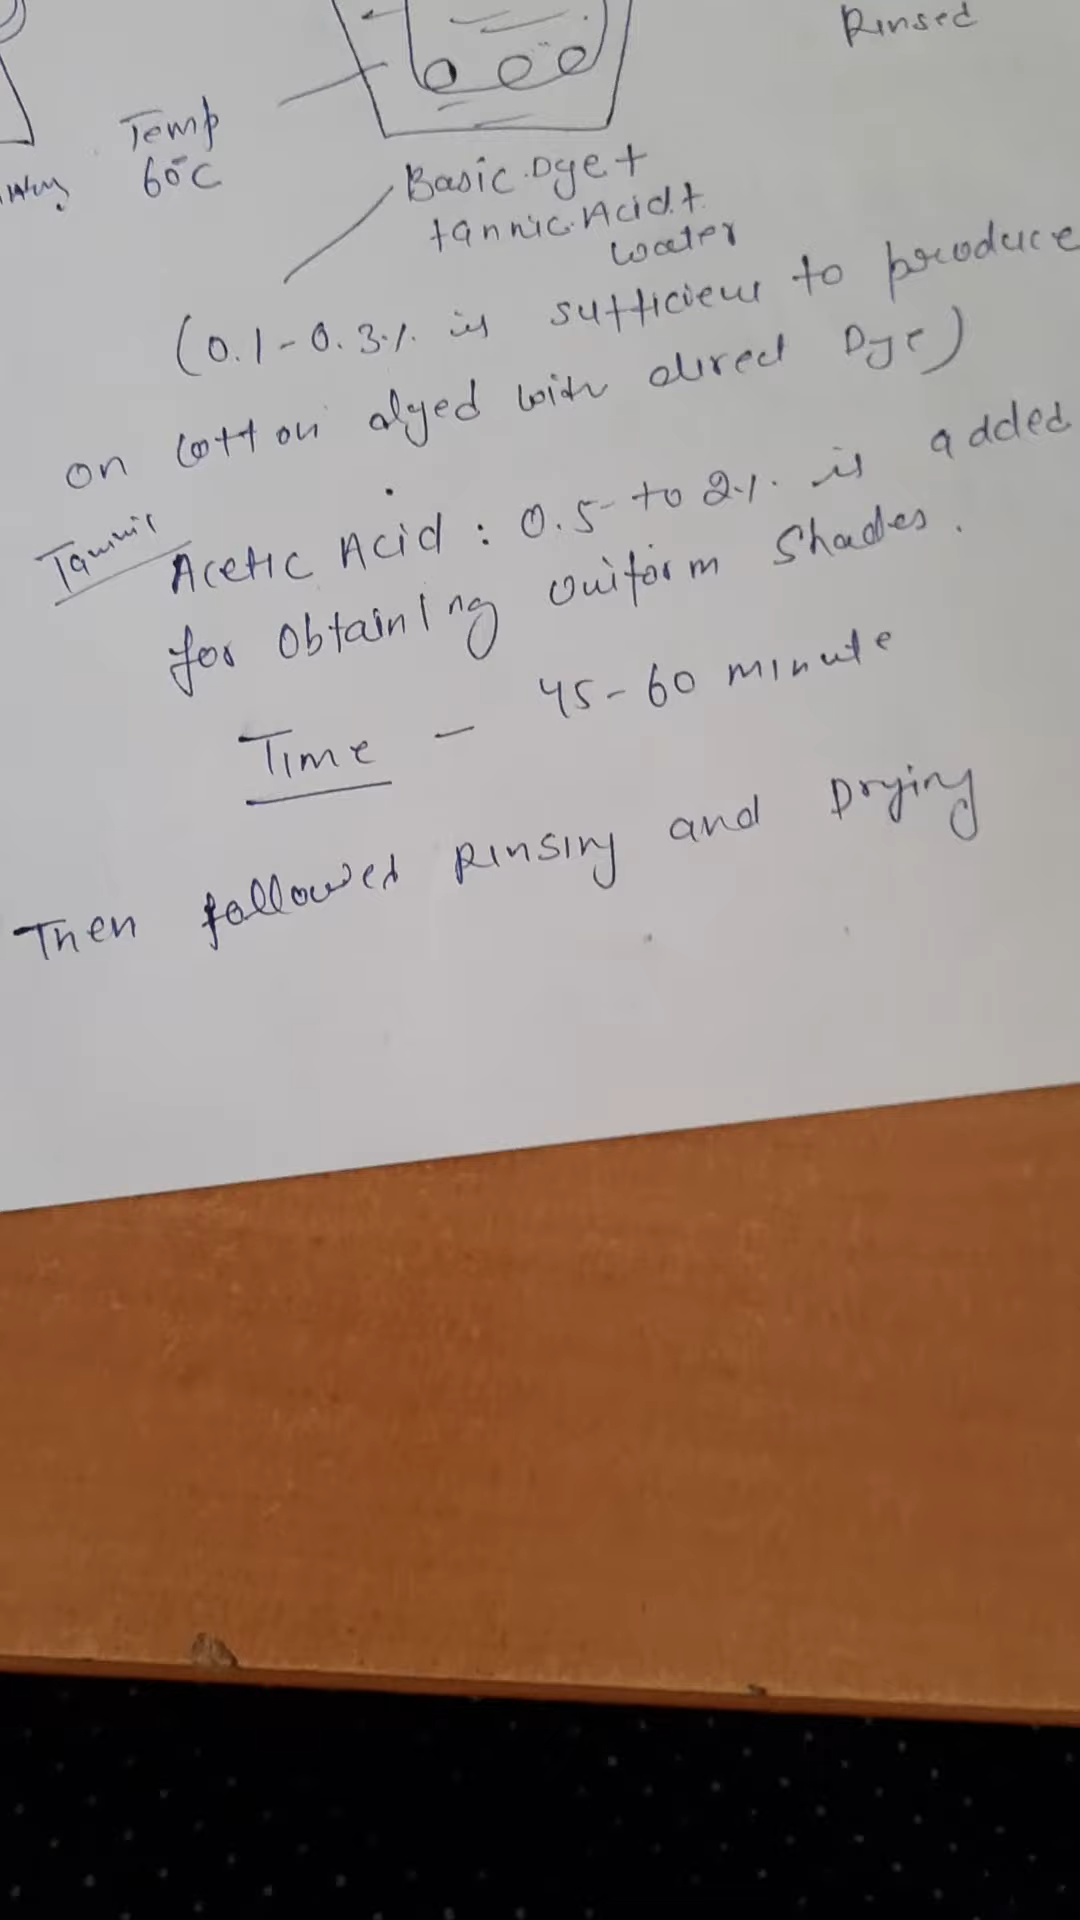 Rinsed
Temp
60°C
Basic Dye +
tannic Acid +
water
(0.1-0.3% is sufficient to produce
on cotton dyed with direct Dye)
Tannic
Acetic Acid : 0.5 to 2% is added
for obtaining uniform Shades.
Time - 45-60 minute
Then followed Rinsing and Drying